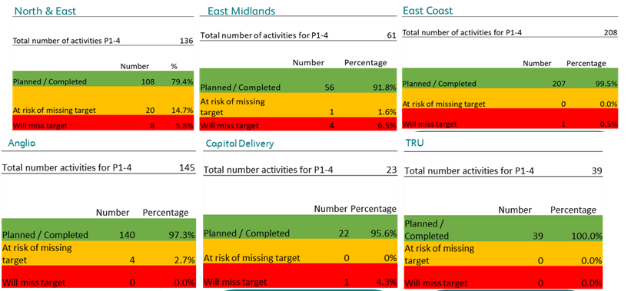 North & East
Total number of activities for P1-4 136
Number %
Planned / Completed 108 79.4%
At risk of missing target 20 14.7%
Will miss target 8 5.8%
East Midlands
Total number of activities for P1-4 61
Number Percentage
Planned / Completed 56 91.8%
At risk of missing
target 1 1.6%
Will miss target 4 6.5%
East Coast
Total number of activities for P1-4 208
Number Percentage
Planned / Completed 207 99.5%
At risk of missing target 0 0.0%
Will miss target 1 0.5%
Anglia
Total number activities for P1-4 145
Number Percentage
Planned / Completed 140 97.3%
At risk of missing
target 4 2.7%
Will miss target 0 0.0%
Capital Delivery
Total number activities for P1-4 23
Number Percentage
Planned / Completed 22 95.6%
At risk of missing target 0 0%
Will miss target 1 4.3%
TRU
Total number activities for P1-4 39
Number Percentage
Planned /
Completed 39 100.0%
At risk of missing
target 0 0.0%
Will miss target 0 0.0%